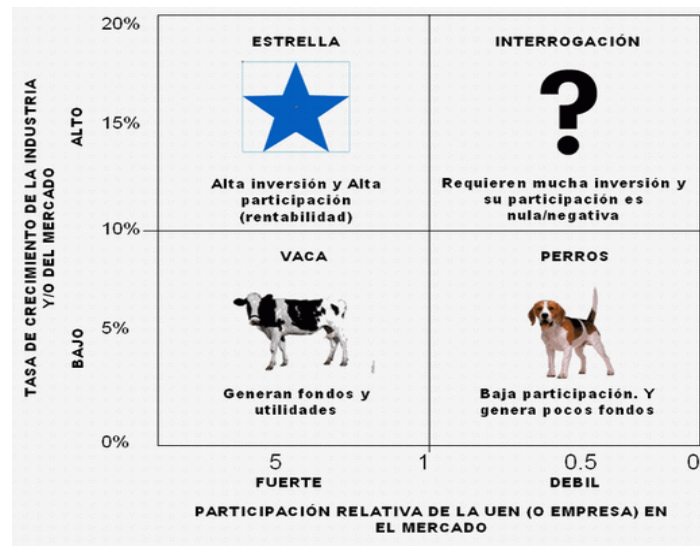 20%
ESTRELLA
INTERROGACIÓN
TASA DE CRECIMIENTO DE LA INDUSTRIA
Y/O DEL MERCADO
ALTO
15%
?
Alta inversión y Alta
participación
(rentabilidad)
Requieren mucha inversión y
su participación es
nula/negativa
10%
VACA
PERROS
BAJO
5%
Generan fondos y
utilidades
Baja participación. Y
genera pocos fondos
0%
5
1
0.5
0
FUERTE
DEBIL
PARTICIPACIÓN RELATIVA DE LA UEN (O EMPRESA) EN
EL MERCADO